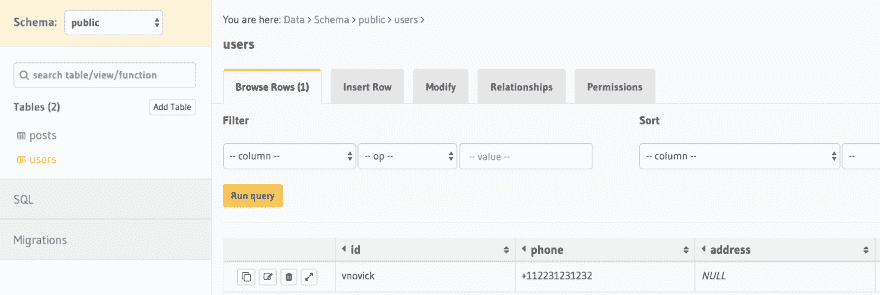 Schema: public
search table/view/function
Tables (2) Add Table
posts
users
SQL
Migrations
You are here: Data > Schema > public > users >
users
Browse Rows (1) Insert Row Modify Relationships Permissions
Filter Sort
-- column -- -- op -- -- value -- -- column -- --
Run query
id phone address
vnovick +112231231232 NULL